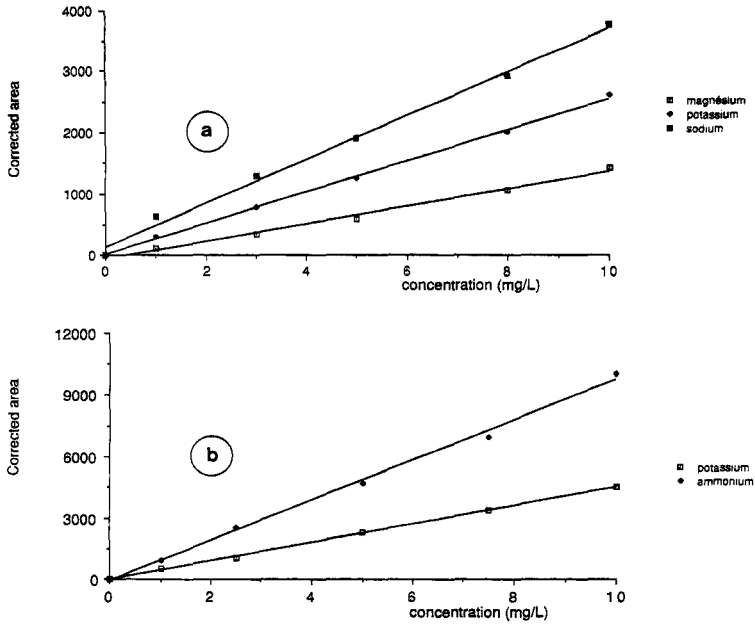 4000
3000
2000
1000
0
Corrected area
a
0 2 4 6 8 10
concentration (mg/L)
magnésium
potassium
sodium
12000
9000
6000
3000
0
Corrected area
b
0 2 4 6 8 10
concentration (mg/L)
potassium
ammonium